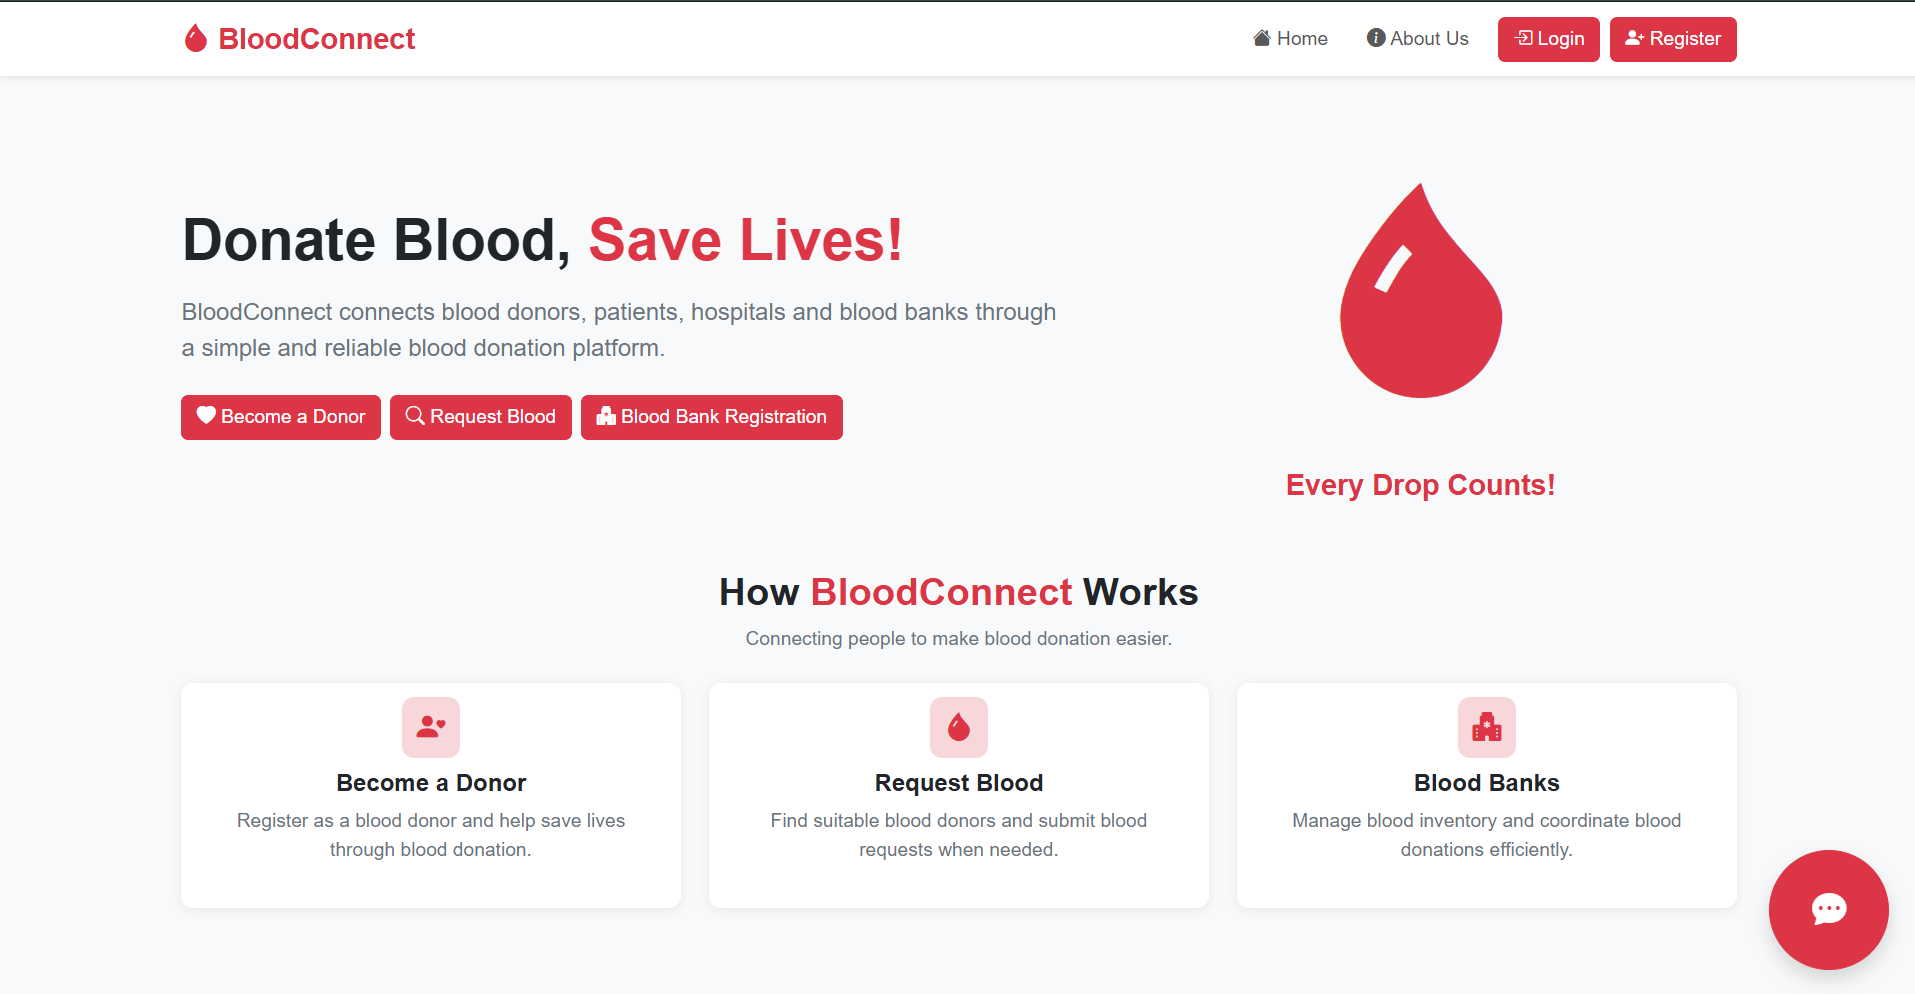 BloodConnect
Home
About Us
Login
Register
Donate Blood, Save Lives!
BloodConnect connects blood donors, patients, hospitals and blood banks through
a simple and reliable blood donation platform.
Become a Donor
Request Blood
Blood Bank Registration
Every Drop Counts!
How BloodConnect Works
Connecting people to make blood donation easier.
Become a Donor
Register as a blood donor and help save lives
through blood donation.
Request Blood
Find suitable blood donors and submit blood
requests when needed.
Blood Banks
Manage blood inventory and coordinate blood
donations efficiently.